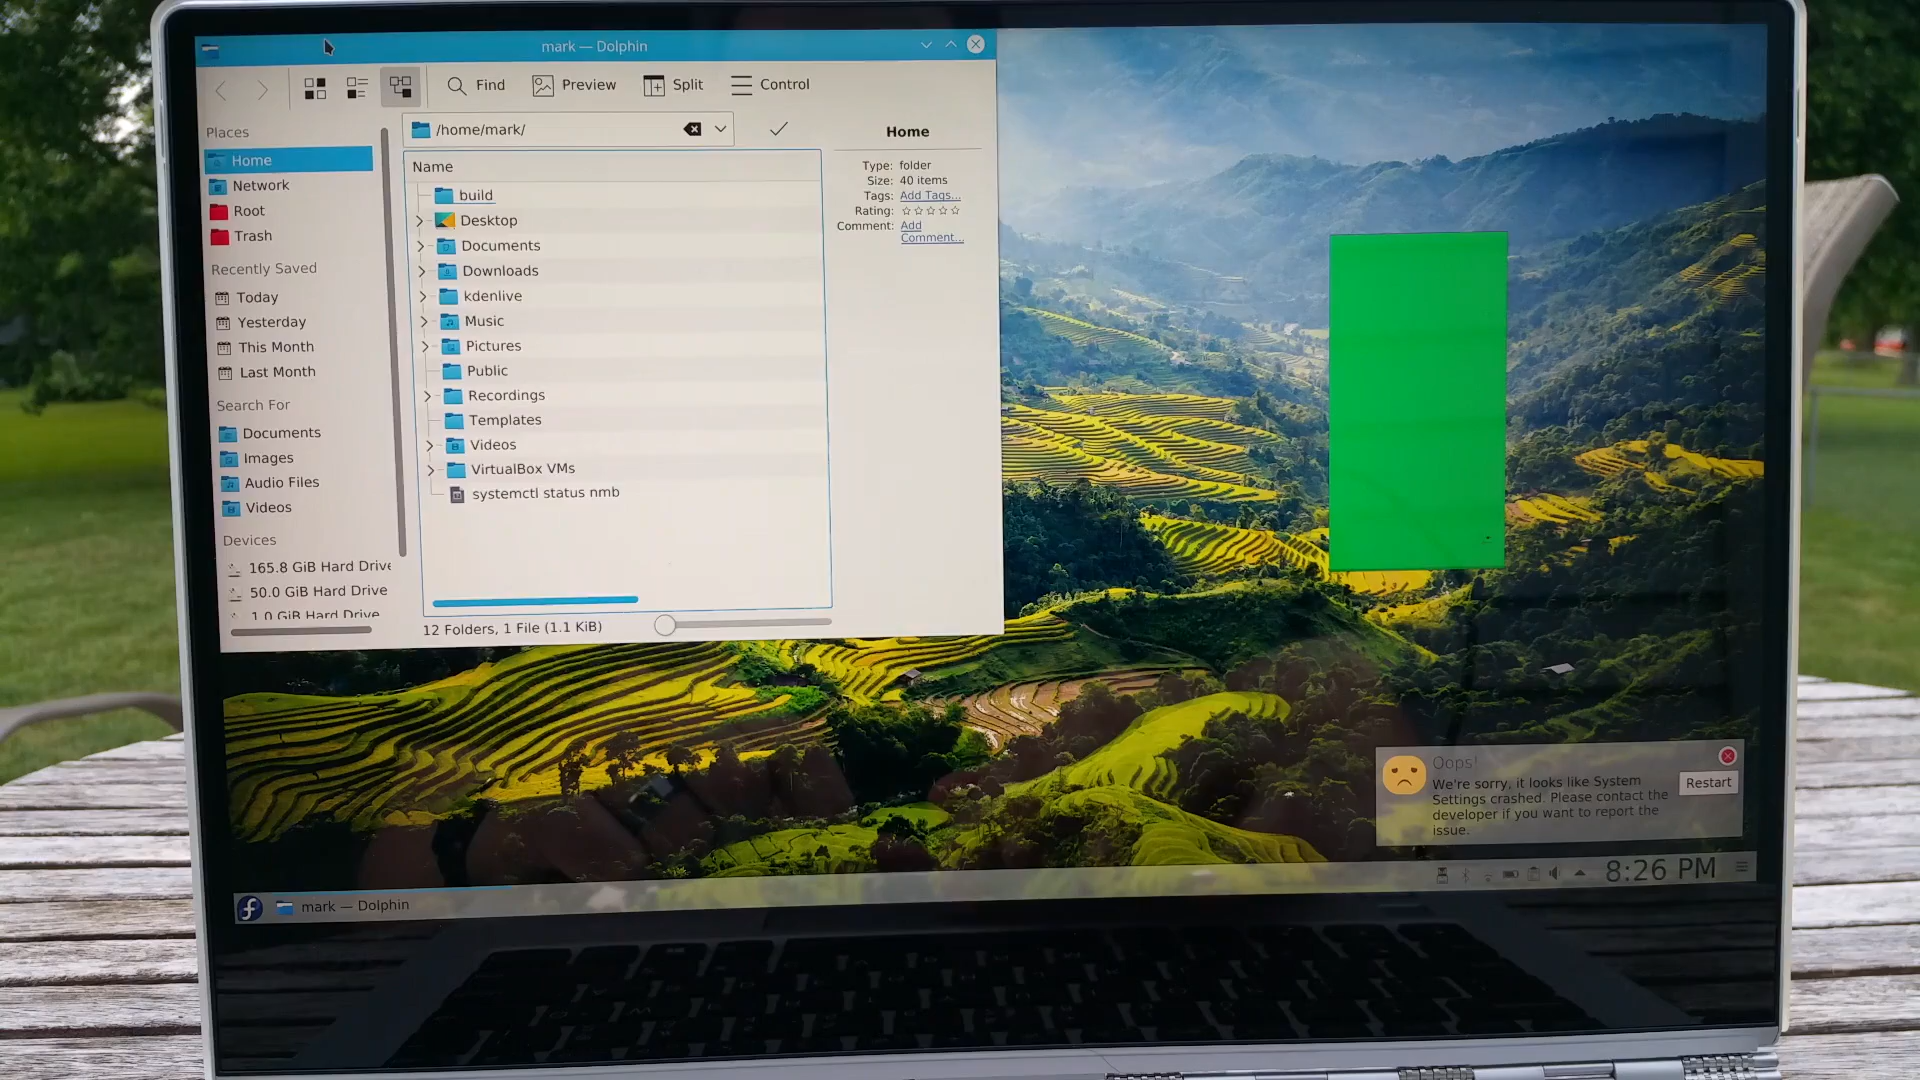 mark — Dolphin
Find
Preview
Split
Control
Places
Home
Network
Root
Trash
Recently Saved
Today
Yesterday
This Month
Last Month
Search For
Documents
Images
Audio Files
Videos
Devices
165.8 GiB Hard Drive
50.0 GiB Hard Drive
1.0 GiB Hard Drive
/home/mark/
Name
build
Desktop
Documents
Downloads
kdenlive
Music
Pictures
Public
Recordings
Templates
Videos
VirtualBox VMs
systemctl status nmb
12 Folders, 1 File (1.1 KiB)
Home
Type: folder
Size: 40 items
Tags: Add Tags...
Rating: ☆☆☆☆☆
Comment: Add
Comment...
Oops!
We're sorry, it looks like System
Settings crashed. Please contact the
developer if you want to report the
issue.
Restart
mark — Dolphin
8:26 PM